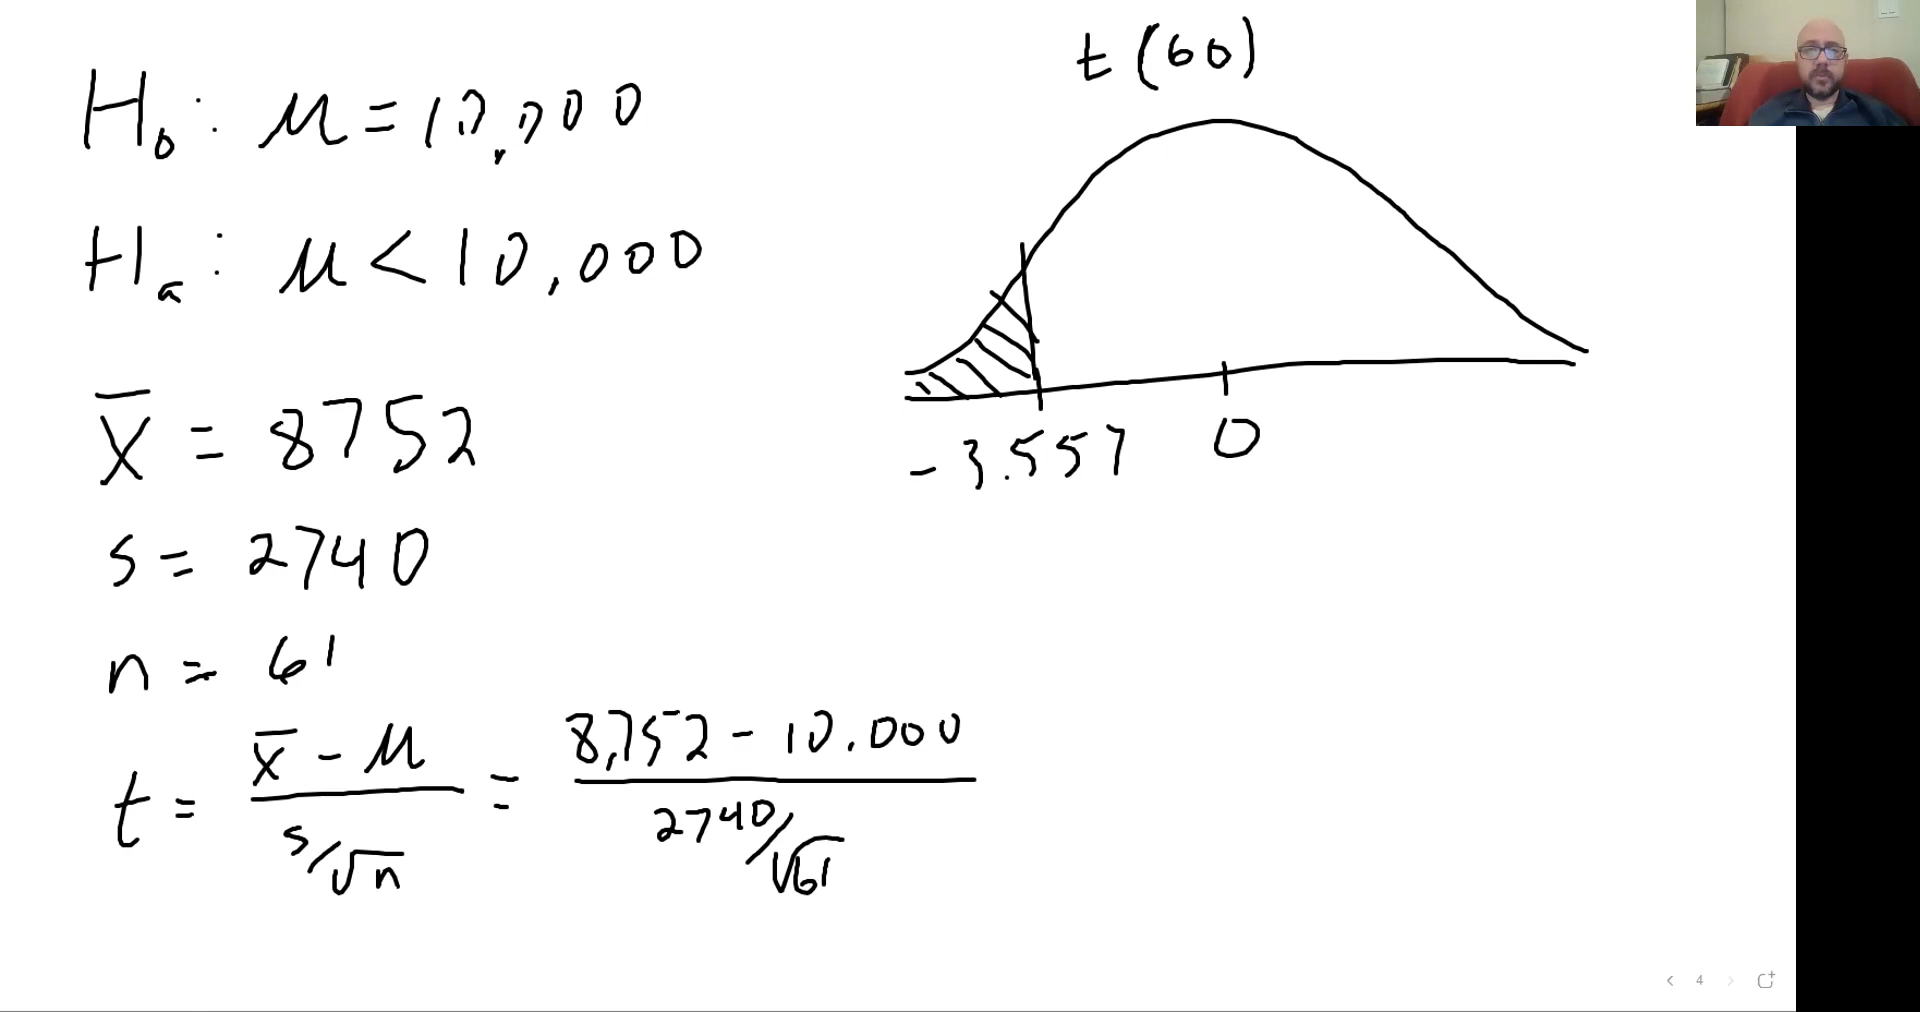 H₀: μ = 10,000
Hₐ: μ < 10,000
x̄ = 8752
s = 2740
n = 61
t = (x̄ - μ)/(s/√n) = (8,752 - 10.000)/(2740/√61)
t(60)
-3.557 0
4